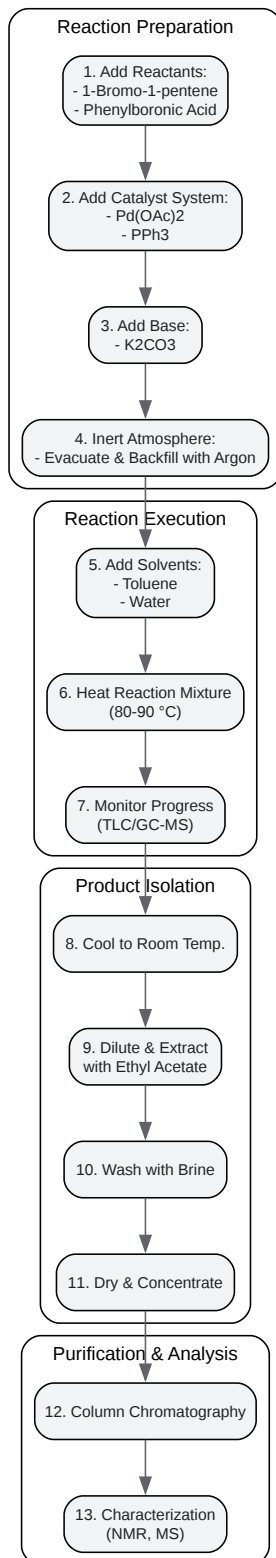 Reaction Preparation
1. Add Reactants:
- 1-Bromo-1-pentene
- Phenylboronic Acid
2. Add Catalyst System:
- Pd(OAc)2
- PPh3
3. Add Base:
- K2CO3
4. Inert Atmosphere:
- Evacuate & Backfill with Argon
Reaction Execution
5. Add Solvents:
- Toluene
- Water
6. Heat Reaction Mixture
(80-90 °C)
7. Monitor Progress
(TLC/GC-MS)
Product Isolation
8. Cool to Room Temp.
9. Dilute & Extract
with Ethyl Acetate
10. Wash with Brine
11. Dry & Concentrate
Purification & Analysis
12. Column Chromatography
13. Characterization
(NMR, MS)